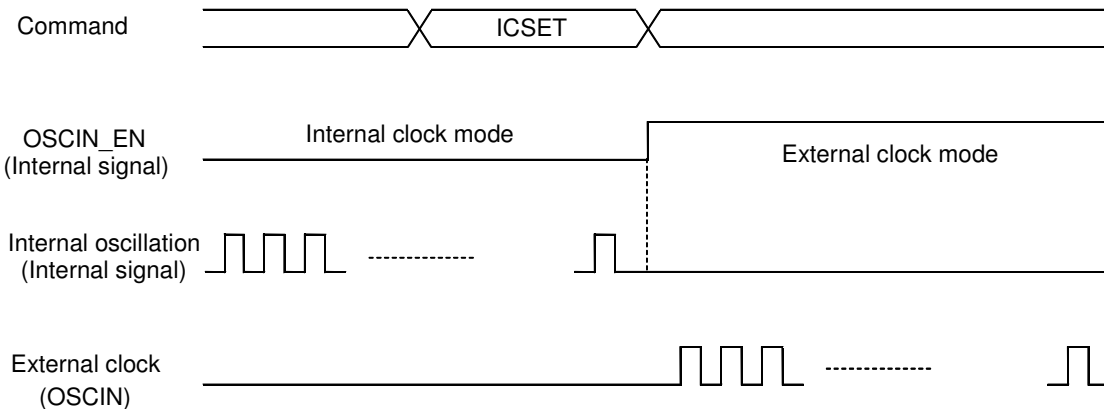 Command
ICSET
OSCIN_EN
(Internal signal)
Internal clock mode
External clock mode
Internal oscillation
(Internal signal)
External clock
(OSCIN)